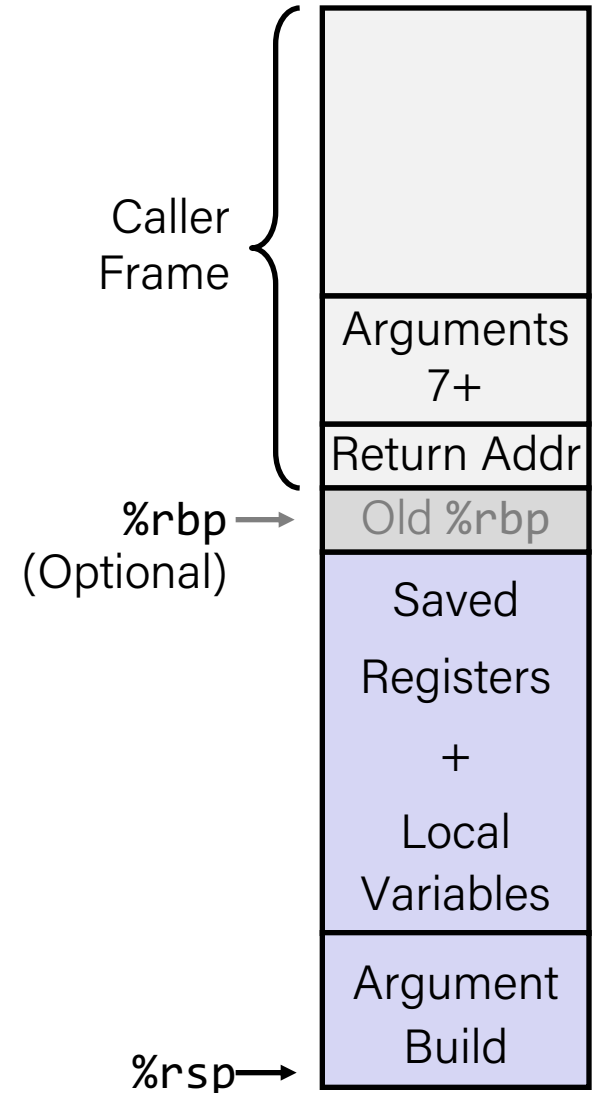 Caller
Frame
Arguments
7+
Return Addr
%rbp
(Optional)
Old %rbp
Saved
Registers
+
Local
Variables
Argument
Build
%rsp